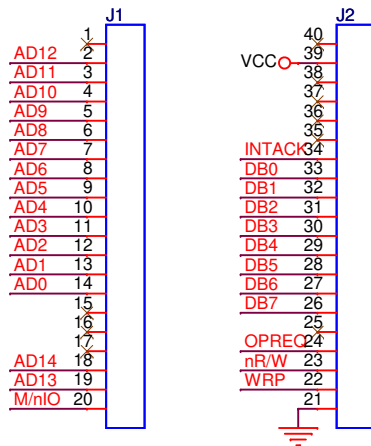 J1
1
AD12 2
AD11 3
AD10 4
AD9 5
AD8 6
AD7 7
AD6 8
AD5 9
AD4 10
AD3 11
AD2 12
AD1 13
AD0 14
15
16
17
AD14 18
AD13 19
M/nIO 20
J2
40
VCC 39
38
37
36
35
INTACK 34
DB0 33
DB1 32
DB2 31
DB3 30
DB4 29
DB5 28
DB6 27
DB7 26
25
OPREQ 24
nR/W 23
WRP 22
21